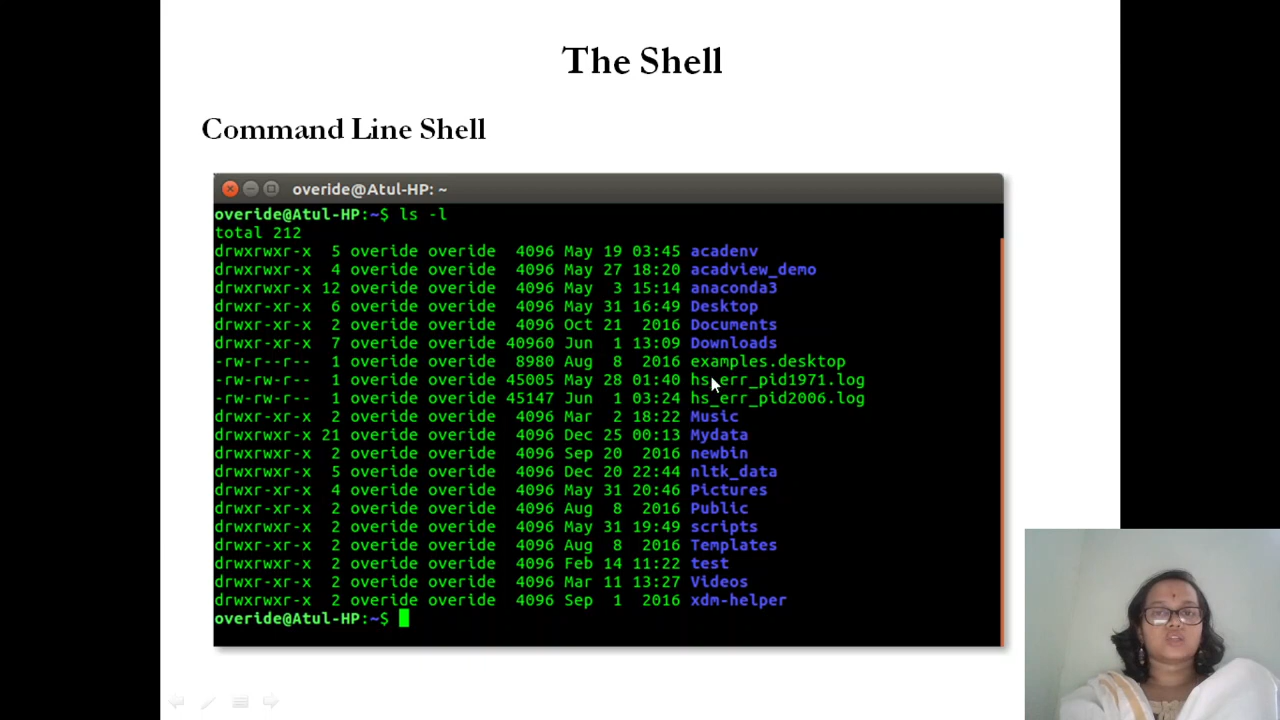 The Shell
Command Line Shell
overide@Atul-HP: ~
overide@Atul-HP:~$ ls -l
total 212
drwxrwxr-x 5 overide overide 4096 May 19 03:45 acadenv
drwxrwxr-x 4 overide overide 4096 May 27 18:20 acadview_demo
drwxrwxr-x 12 overide overide 4096 May 3 15:14 anaconda3
drwxr-xr-x 6 overide overide 4096 May 31 16:49 Desktop
drwxr-xr-x 2 overide overide 4096 Oct 21 2016 Documents
drwxr-xr-x 7 overide overide 40960 Jun 1 13:09 Downloads
-rw-r--r-- 1 overide overide 8980 Aug 8 2016 examples.desktop
-rw-rw-r-- 1 overide overide 45005 May 28 01:40 hs_err_pid1971.log
-rw-rw-r-- 1 overide overide 45147 Jun 1 03:24 hs_err_pid2006.log
drwxr-xr-x 2 overide overide 4096 Mar 2 18:22 Music
drwxrwxr-x 21 overide overide 4096 Dec 25 00:13 Mydata
drwxrwxr-x 2 overide overide 4096 Sep 20 2016 newbin
drwxrwxr-x 5 overide overide 4096 Dec 20 22:44 nltk_data
drwxr-xr-x 4 overide overide 4096 May 31 20:46 Pictures
drwxr-xr-x 2 overide overide 4096 Aug 8 2016 Public
drwxrwxr-x 2 overide overide 4096 May 31 19:49 scripts
drwxr-xr-x 2 overide overide 4096 Aug 8 2016 Templates
drwxrwxr-x 2 overide overide 4096 Feb 14 11:22 test
drwxr-xr-x 2 overide overide 4096 Mar 11 13:27 Videos
drwxrwxr-x 2 overide overide 4096 Sep 1 2016 xdm-helper
overide@Atul-HP:~$